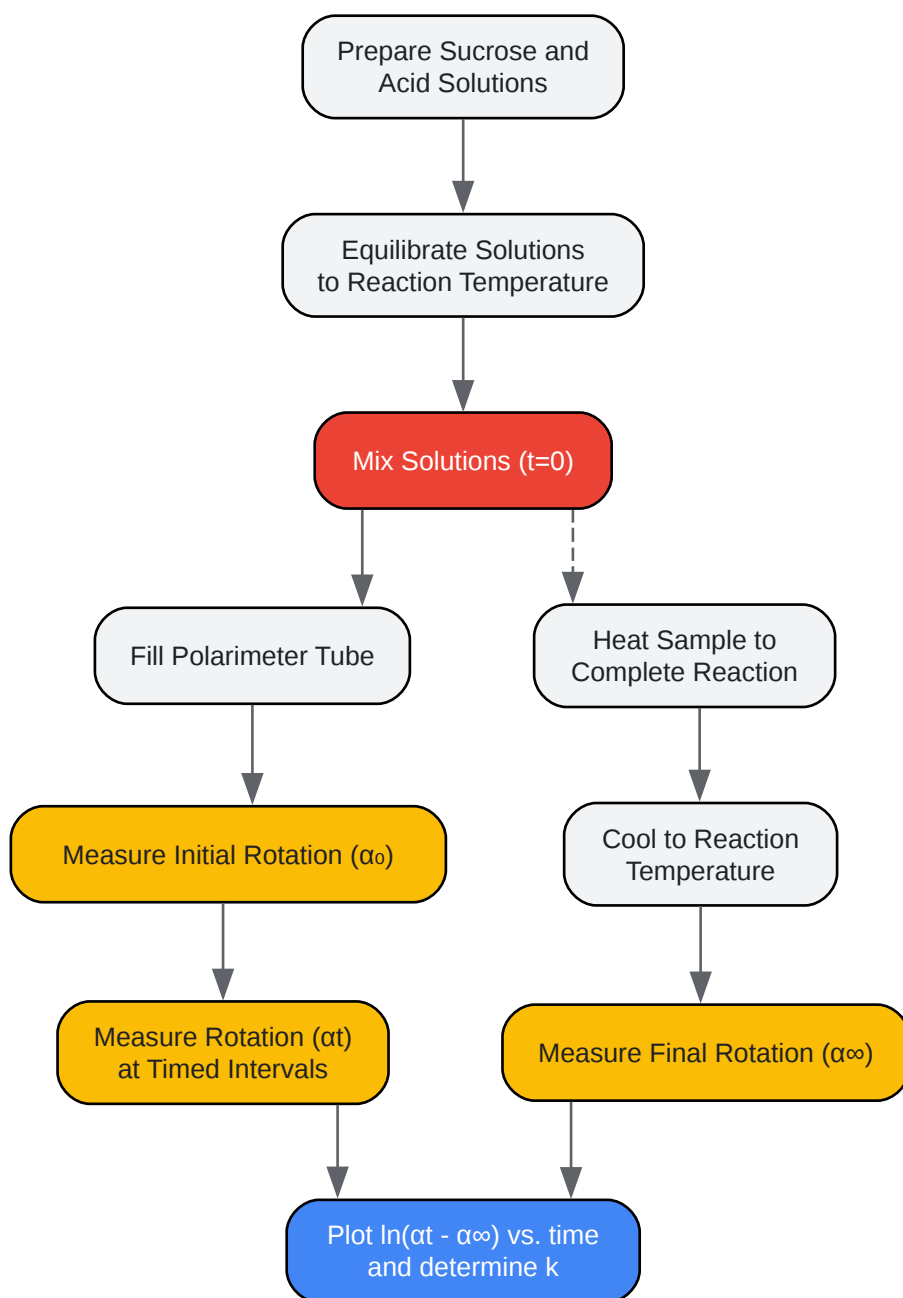 Prepare Sucrose and
Acid Solutions
Equilibrate Solutions
to Reaction Temperature
Mix Solutions (t=0)
Fill Polarimeter Tube
Heat Sample to
Complete Reaction
Measure Initial Rotation (α₀)
Cool to Reaction
Temperature
Measure Rotation (αt)
at Timed Intervals
Measure Final Rotation (α∞)
Plot ln(αt - α∞) vs. time
and determine k